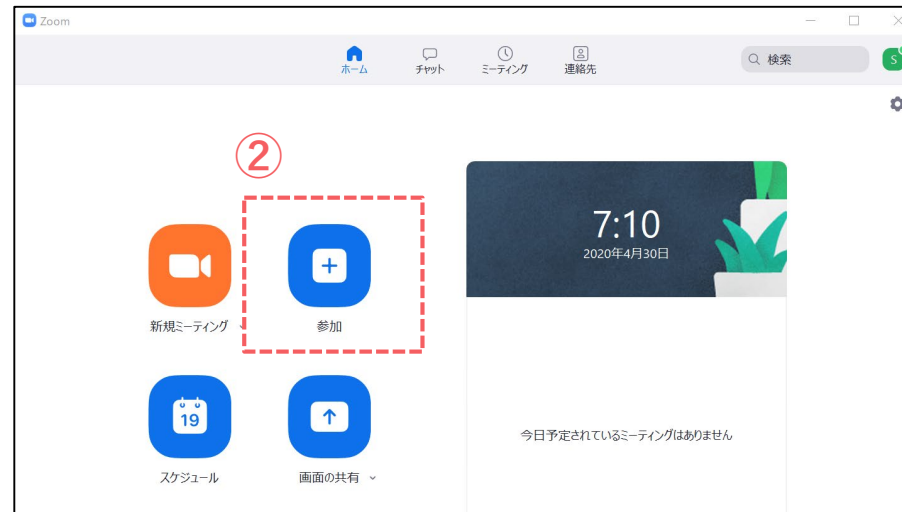 Zoom
ホーム
チャット
ミーティング
連絡先
検索
S
②
7:10
2020年4月30日
新規ミーティング
参加
19
スケジュール
画面の共有
今日予定されているミーティングはありません